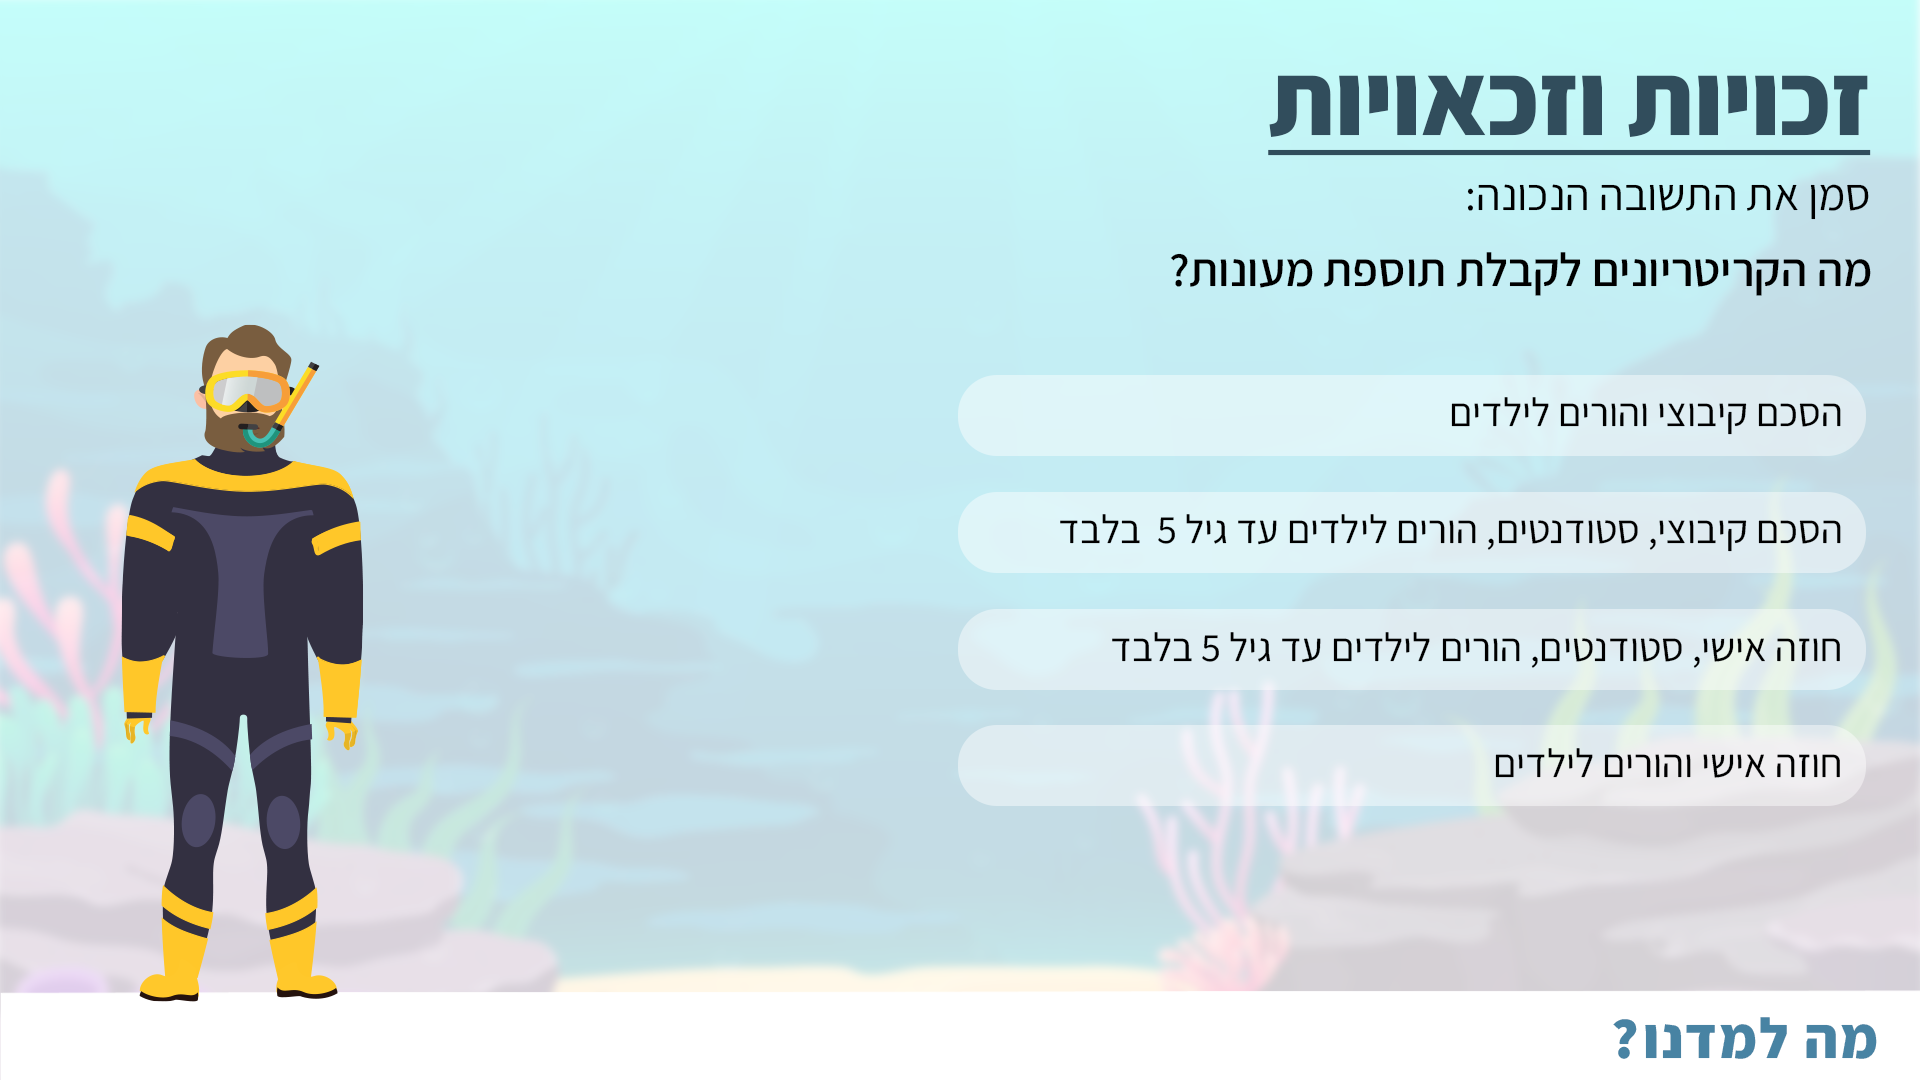 זכויות וזכאויות
סמן את התשובה הנכונה:
מה הקריטריונים לקבלת תוספת מעונות?
הסכם קיבוצי והורים לילדים
הסכם קיבוצי, סטודנטים, הורים לילדים עד גיל 5 בלבד
חוזה אישי, סטודנטים, הורים לילדים עד גיל 5 בלבד
חוזה אישי והורים לילדים
מה למדנו?